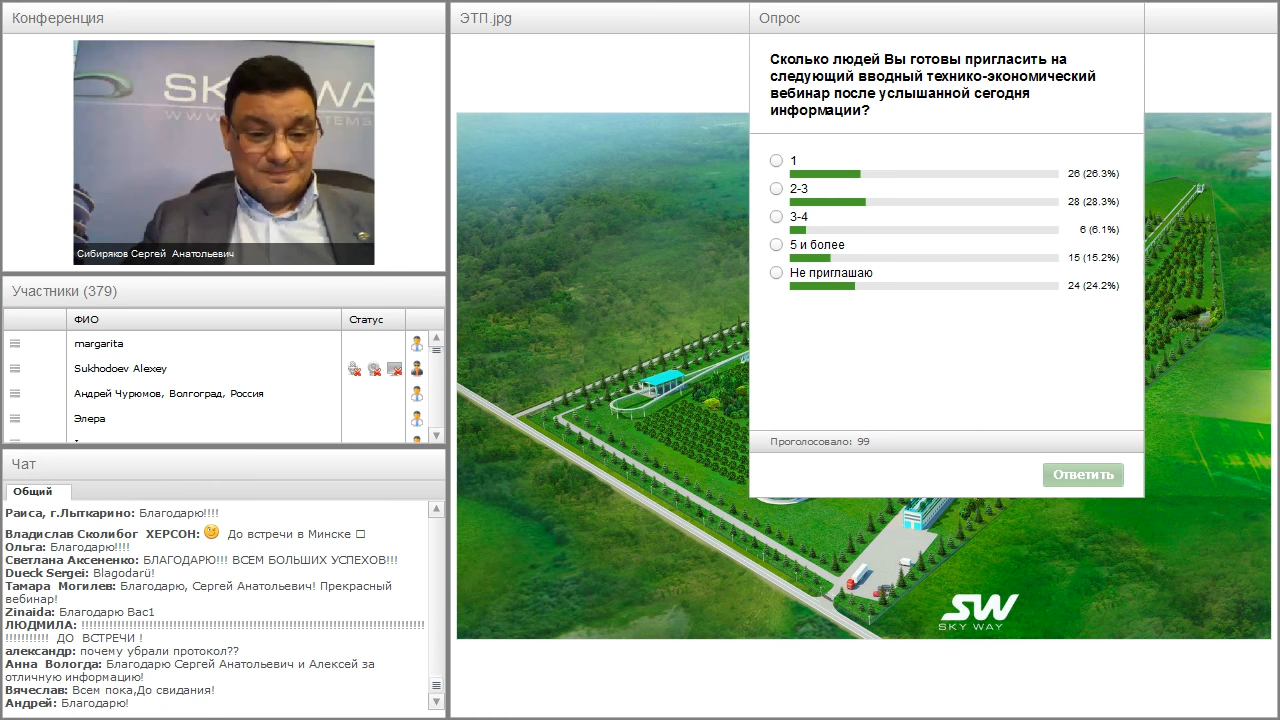 Конференция
SKY WAY
Сибиряков Сергей Анатольевич
Участники (379)
ФИО
Статус
margarita
Sukhodoev Alexey
Андрей Чурюмов, Волгоград, Россия
Элера
Чат
Общий
Раиса, г.Лыткарино: Благодарю!!!!
Владислав Сколибог ХЕРСОН: До встречи в Минске
Ольга: Благодарю!!!!
Светлана Аксененко: БЛАГОДАРЮ!!! ВСЕМ БОЛЬШИХ УСПЕХОВ!!!
Dueck Sergei: Blagodarü!
Тамара Могилев: Благодарю, Сергей Анатольевич! Прекрасный
вебинар!
Zinaida: Благодарю Вас1
ЛЮДМИЛА: !!!!!!!!!!!!!!!!!!!!!!!!!!!!!!!!!!!!!!!!!!!!!!!!!!!!!!!!!!!!!!!!!!!!!!!!!!!!!!
!!!!!!!!!!! ДО ВСТРЕЧИ !
александр: почему убрали протокол??
Анна Вологда: Благодарю Сергей Анатольевич и Алексей за
отличную информацию!
Вячеслав: Всем пока,До свидания!
Андрей: Благодарю!
ЭТП.jpg
Опрос
Сколько людей Вы готовы пригласить на
следующий вводный технико-экономический
вебинар после услышанной сегодня
информации?
1
26 (26.3%)
2-3
28 (28.3%)
3-4
6 (6.1%)
5 и более
15 (15.2%)
Не приглашаю
24 (24.2%)
Проголосовало: 99
Ответить
SW
SKY WAY